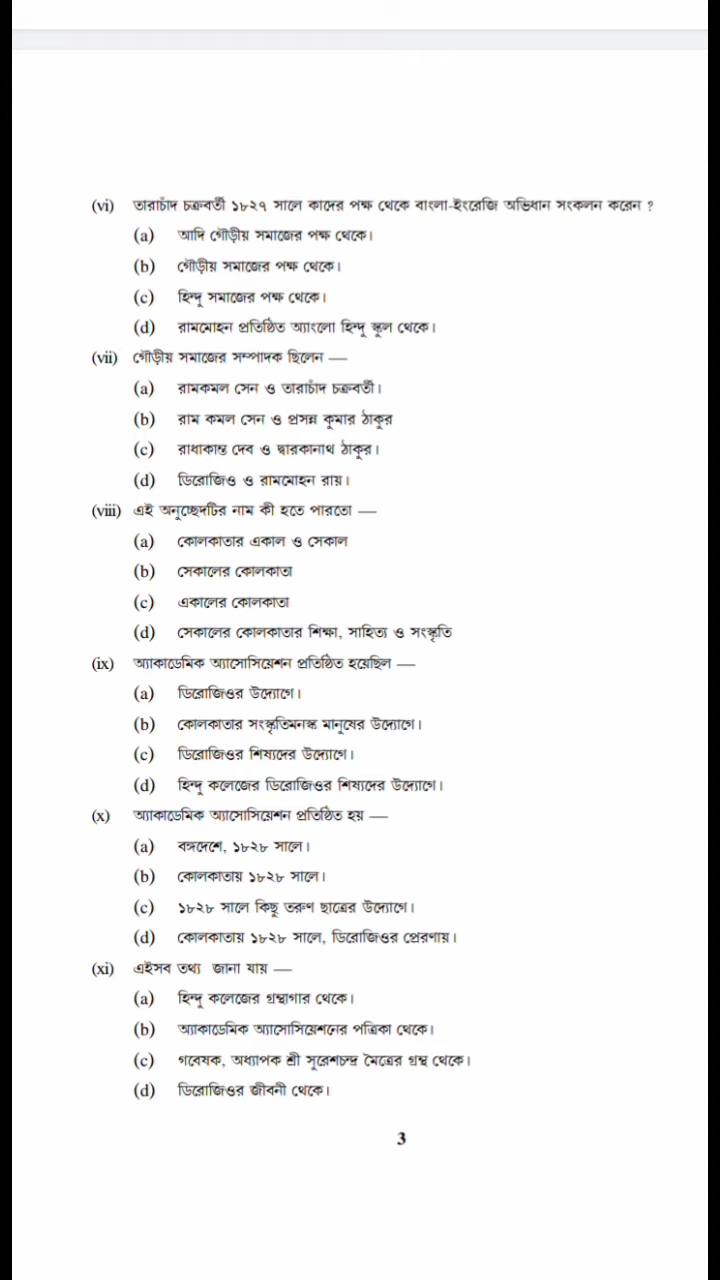 (vi) তারাচাঁদ চক্রবর্তী ১৮২৭ সালে কাদের পক্ষ থেকে বাংলা-ইংরেজি অভিধান সংকলন করেন ?
(a) আদি গৌড়ীয় সমাজের পক্ষ থেকে।
(b) গৌড়ীয় সমাজের পক্ষ থেকে।
(c) হিন্দু সমাজের পক্ষ থেকে।
(d) রামমোহন প্রতিষ্ঠিত অ্যাংলো হিন্দু স্কুল থেকে।
(vii) গৌড়ীয় সমাজের সম্পাদক ছিলেন —
(a) রামকমল সেন ও তারাচাঁদ চক্রবর্তী।
(b) রাম কমল সেন ও প্রসন্ন কুমার ঠাকুর
(c) রাধাকান্ত দেব ও দ্বারকানাথ ঠাকুর।
(d) ডিরোজিও ও রামমোহন রায়।
(viii) এই অনুচ্ছেদটির নাম কী হতে পারতো —
(a) কোলকাতার একাল ও সেকাল
(b) সেকালের কোলকাতা
(c) একালের কোলকাতা
(d) সেকালের কোলকাতার শিক্ষা, সাহিত্য ও সংস্কৃতি
(ix) অ্যাকাডেমিক অ্যাসোসিয়েশন প্রতিষ্ঠিত হয়েছিল —
(a) ডিরোজিওর উদ্যোগে।
(b) কোলকাতার সংস্কৃতিমনস্ক মানুষের উদ্যোগে।
(c) ডিরোজিওর শিষ্যদের উদ্যোগে।
(d) হিন্দু কলেজের ডিরোজিওর শিষ্যদের উদ্যোগে।
(x) অ্যাকাডেমিক অ্যাসোসিয়েশন প্রতিষ্ঠিত হয় —
(a) বঙ্গদেশে, ১৮২৮ সালে।
(b) কোলকাতায় ১৮২৮ সালে।
(c) ১৮২৮ সালে কিছু তরুণ ছাত্রের উদ্যোগে।
(d) কোলকাতায় ১৮২৮ সালে, ডিরোজিওর প্রেরণায়।
(xi) এইসব তথ্য জানা যায় —
(a) হিন্দু কলেজের গ্রন্থাগার থেকে।
(b) অ্যাকাডেমিক অ্যাসোসিয়েশনের পত্রিকা থেকে।
(c) গবেষক, অধ্যাপক শ্রী সুরেশচন্দ্র মৈত্রের গ্রন্থ থেকে।
(d) ডিরোজিওর জীবনী থেকে।
3